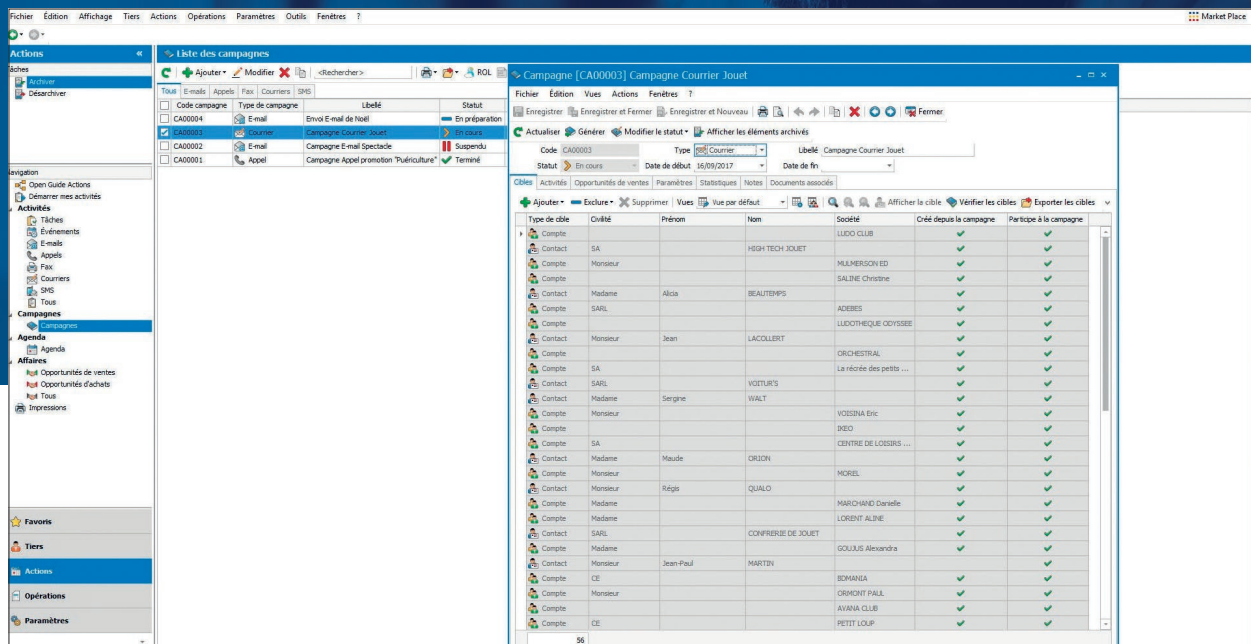 Fichier Édition Affichage Tiers Actions Opérations Paramètres Outils Fenêtres ?
Market Place
Actions «
Tâches
Archiver
Désarchiver
Navigation
Open Guide Actions
Démarrer mes activités
Activités
Tâches
Événements
E-mails
Appels
Fax
Courriers
SMS
Tous
Campagnes
Campagnes
Agenda
Agenda
Affaires
Opportunités de ventes
Opportunités d'achats
Tous
Impressions
Favoris
Tiers
Actions
Opérations
Paramètres
Liste des campagnes
Ajouter Modifier <Rechercher> ROL
Tous E-mails Appels Fax Courriers SMS
Code campagne Type de campagne Libellé Statut
CA00004 E-mail Envoi E-mail de Noël En préparation
CA00003 Courrier Campagne Courrier Jouet En cours
CA00002 E-mail Campagne E-mail Spectacle Suspendu
CA00001 Appel Campagne Appel promotion "Puériculture" Terminé
Campagne [CA00003] Campagne Courrier Jouet
Fichier Édition Vues Actions Fenêtres ?
Enregistrer Enregistrer et Fermer Enregistrer et Nouveau Fermer
Actualiser Générer Modifier le statut Afficher les éléments archivés
Code CA00003 Type Courrier Libellé Campagne Courrier Jouet
Statut En cours Date de début 16/09/2017 Date de fin
Cibles Activités Opportunités de ventes Paramètres Statistiques Notes Documents associés
Ajouter Exclure Supprimer Vues Vue par défaut Afficher la cible Vérifier les cibles Exporter les cibles
Type de cible Civilité Prénom Nom Société Créé depuis la campagne Participe à la campagne
Compte LUDO CLUB
Contact SA HIGH TECH JOUET
Compte Monsieur MULMERSON ED
Compte SALINE Christine
Contact Madame Alicia BEAUTEMPS
Compte SARL ADEBES
Compte LUDOTHEQUE ODYSSEE
Contact Monsieur Jean LACOLLERT
Compte ORCHESTRAL
Compte SA La récrée des petits ...
Contact SARL VOITUR'S
Contact Madame Sergine WALT
Compte Monsieur VOISINA Eric
Compte IKEO
Compte SA CENTRE DE LOISIRS ...
Contact Madame Maude ORION
Compte Monsieur MOREL
Contact Monsieur Régis QUALO
Compte Madame MARCHAND Danielle
Compte Madame LORENT ALINE
Contact SARL CONFRERIE DE JOUET
Compte Madame GOUJUS Alexandra
Contact Monsieur Jean-Paul MARTIN
Compte CE BDMANIA
Compte Monsieur ORMONT PAUL
Compte AVANA CLUB
Compte CE PETIT LOUP
56